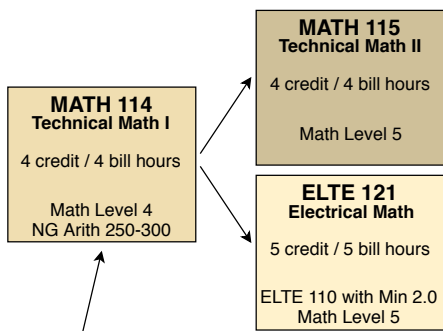 MATH 114
Technical Math I
4 credit / 4 bill hours
Math Level 4
NG Arith 250-300
MATH 115
Technical Math II
4 credit / 4 bill hours
Math Level 5
ELTE 121
Electrical Math
5 credit / 5 bill hours
ELTE 110 with Min 2.0
Math Level 5